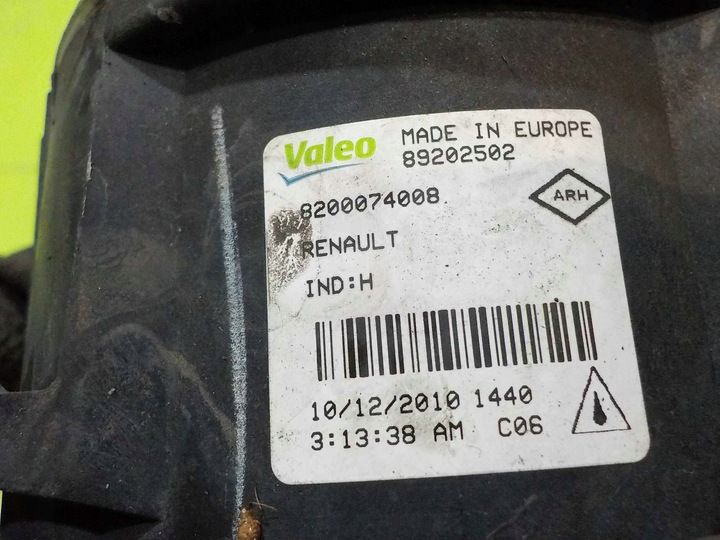 Valeo MADE IN EUROPE
89202502
8200074008
ARH
RENAULT
IND:H
10/12/2010 1440
3:13:38 AM C06